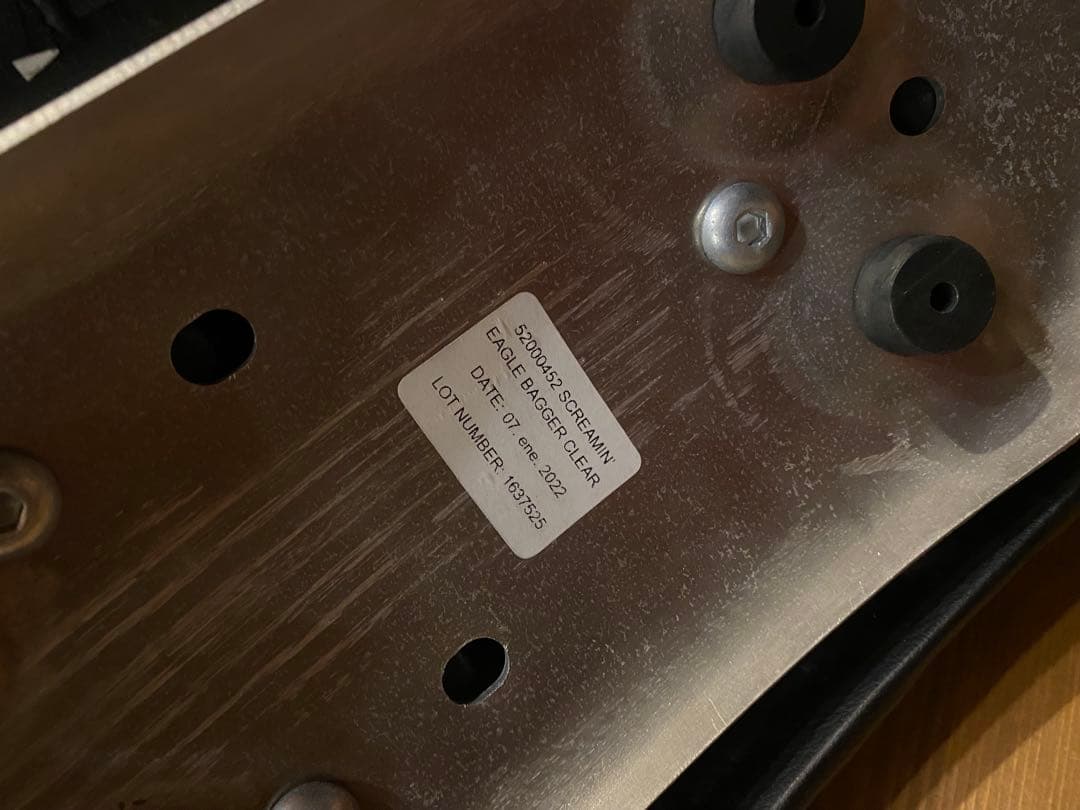 52000452 SCREAMIN'
EAGLE BAGGER CLEAR
DATE: 07. ene. 2022
LOT NUMBER: 1637525